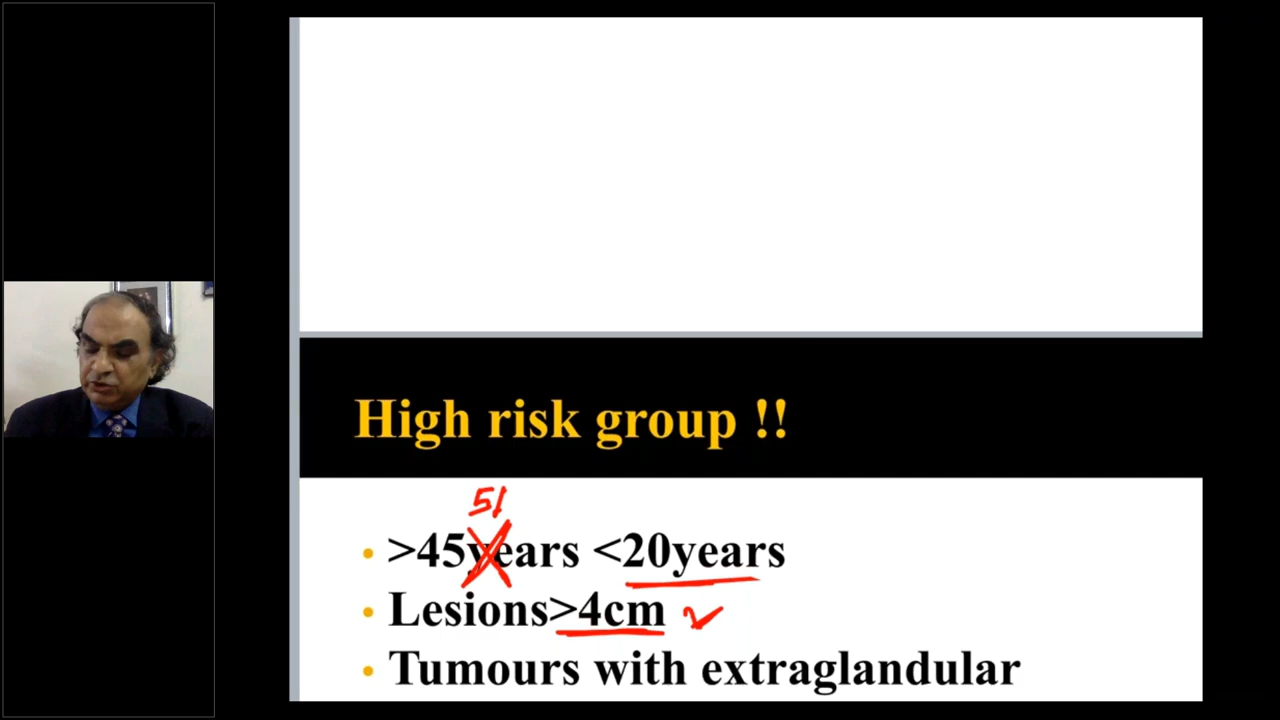 High risk group !!
51
• >45years <20years
• Lesions>4cm
• Tumours with extraglandular